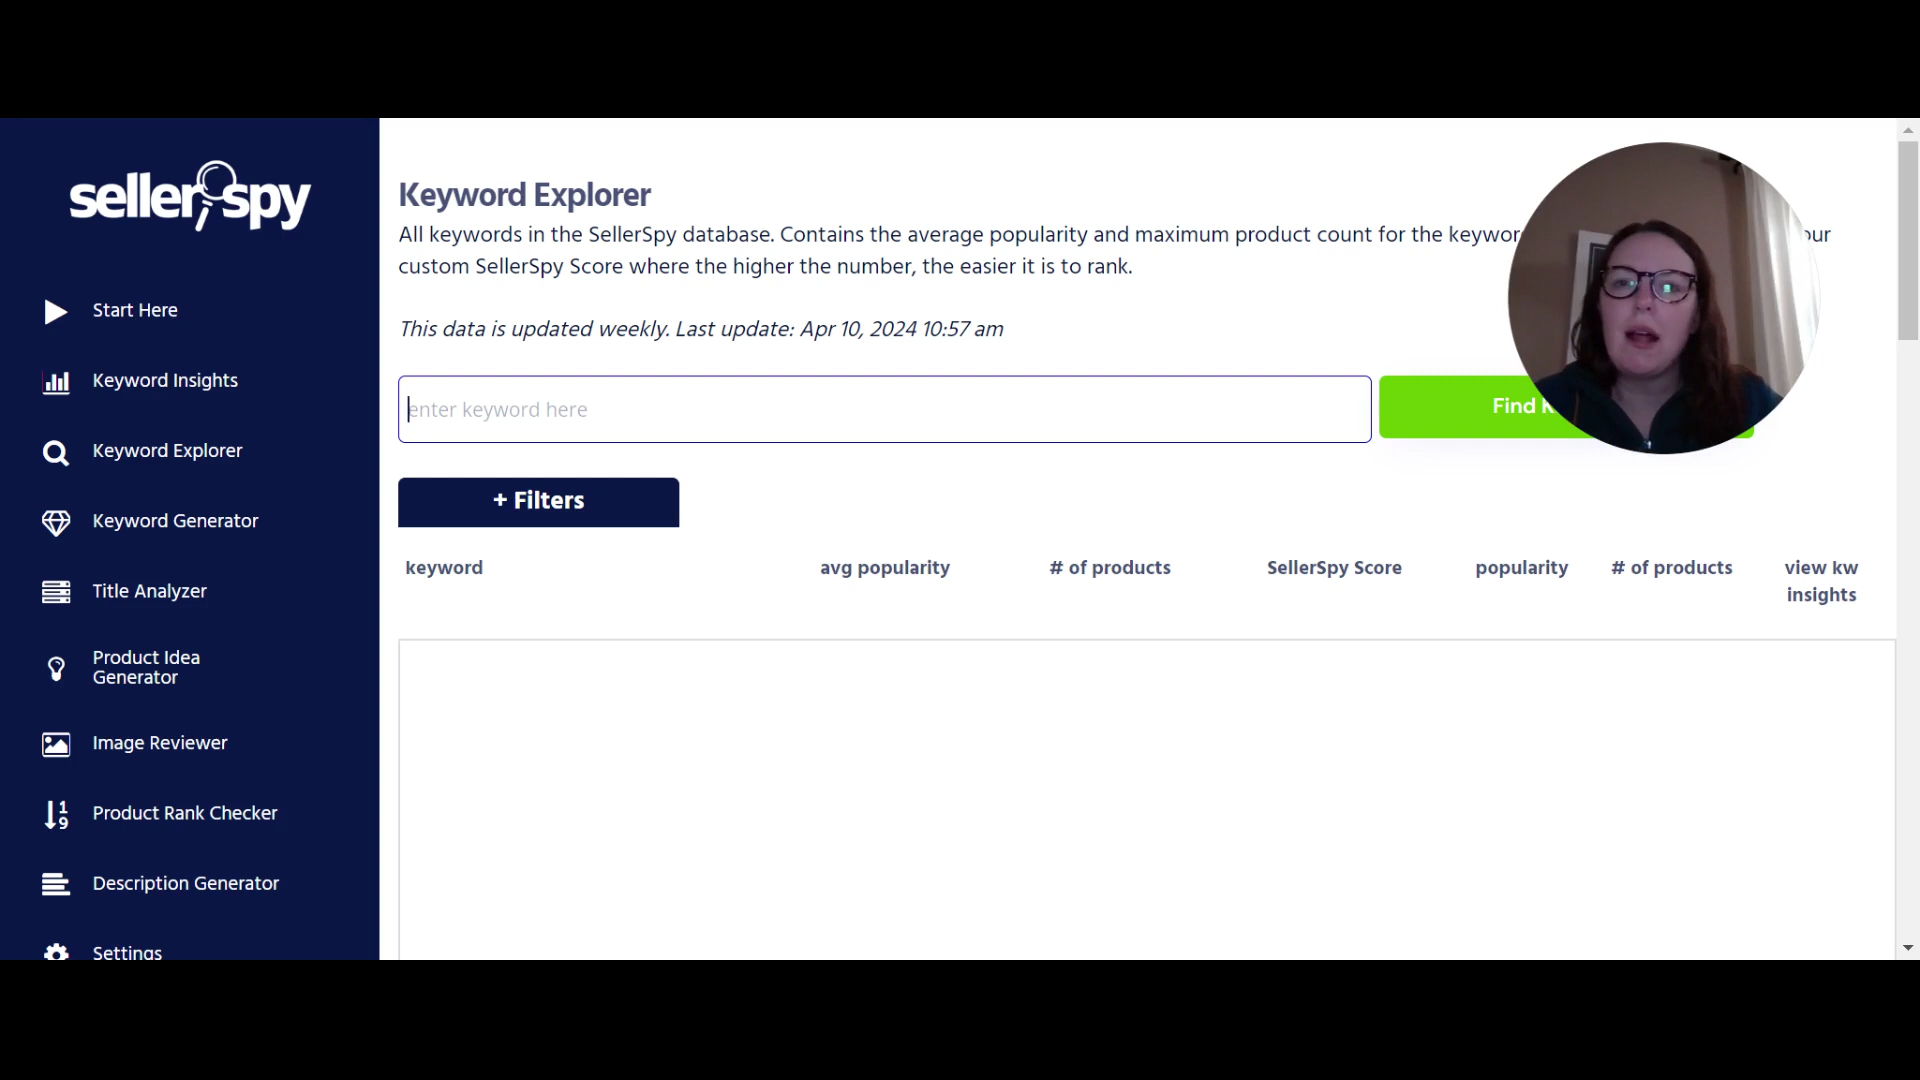 sellerspy
Start Here
Keyword Insights
Keyword Explorer
Keyword Generator
Title Analyzer
Product Idea
Generator
Image Reviewer
1
9
Product Rank Checker
Description Generator
Settings
Keyword Explorer
All keywords in the SellerSpy database. Contains the average popularity and maximum product count for the
custom SellerSpy Score where the higher the number, the easier it is to rank.
This data is updated weekly. Last update: Apr 10, 2024 10:57 am
enter keyword here
Find
+ Filters
keyword avg popularity # of products SellerSpy Score popularity # of products view kw
insights